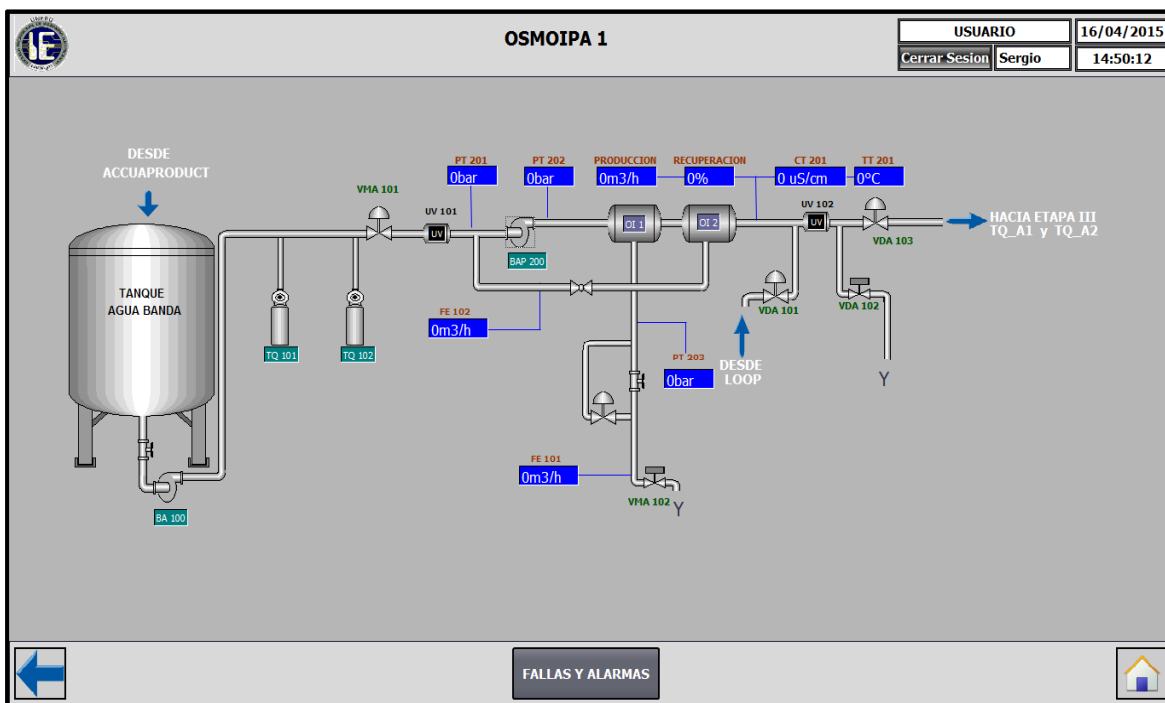 OSMOIPA 1
USUARIO
16/04/2015
Cerrar Sesion
Sergio
14:50:12
DESDE
ACCUAPRODUCT
VMA 101
PT 201
0bar
PT 202
0bar
PRODUCCION
0m3/h
RECUPERACION
0%
CT 201
0 uS/cm
TT 201
0°C
UV 101
UV
UV 102
UV
OI 1
OI 2
BAP 200
VDA 103
HACIA ETAPA III
TQ_A1 y TQ_A2
TANQUE
AGUA BANDA
TQ 101
TQ 102
FE 102
0m3/h
VDA 101
VDA 102
PT 203
0bar
DESDE
LOOP
Y
FE 101
0m3/h
VMA 102
Y
BA 100
FALLAS Y ALARMAS